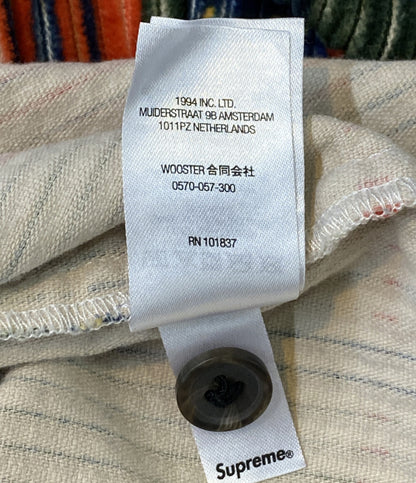 1994 INC. LTD.
MUIDERSTRAAT 9B AMSTERDAM
1011PZ NETHERLANDS
WOOSTER 合同会社
0570-057-300
RN 101837
Supreme®